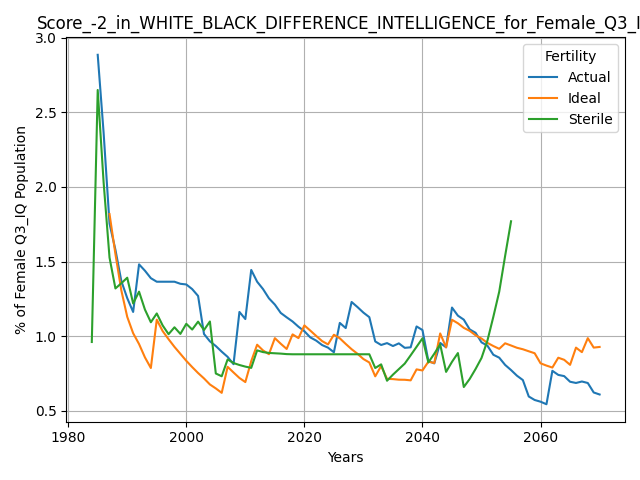 Score_-2_in_WHITE_BLACK_DIFFERENCE_INTELLIGENCE_for_Female_Q3_I
Fertility
Actual
Ideal
Sterile
% of Female Q3_IQ Population
3.0
2.5
2.0
1.5
1.0
0.5
1980 2000 2020 2040 2060
Years